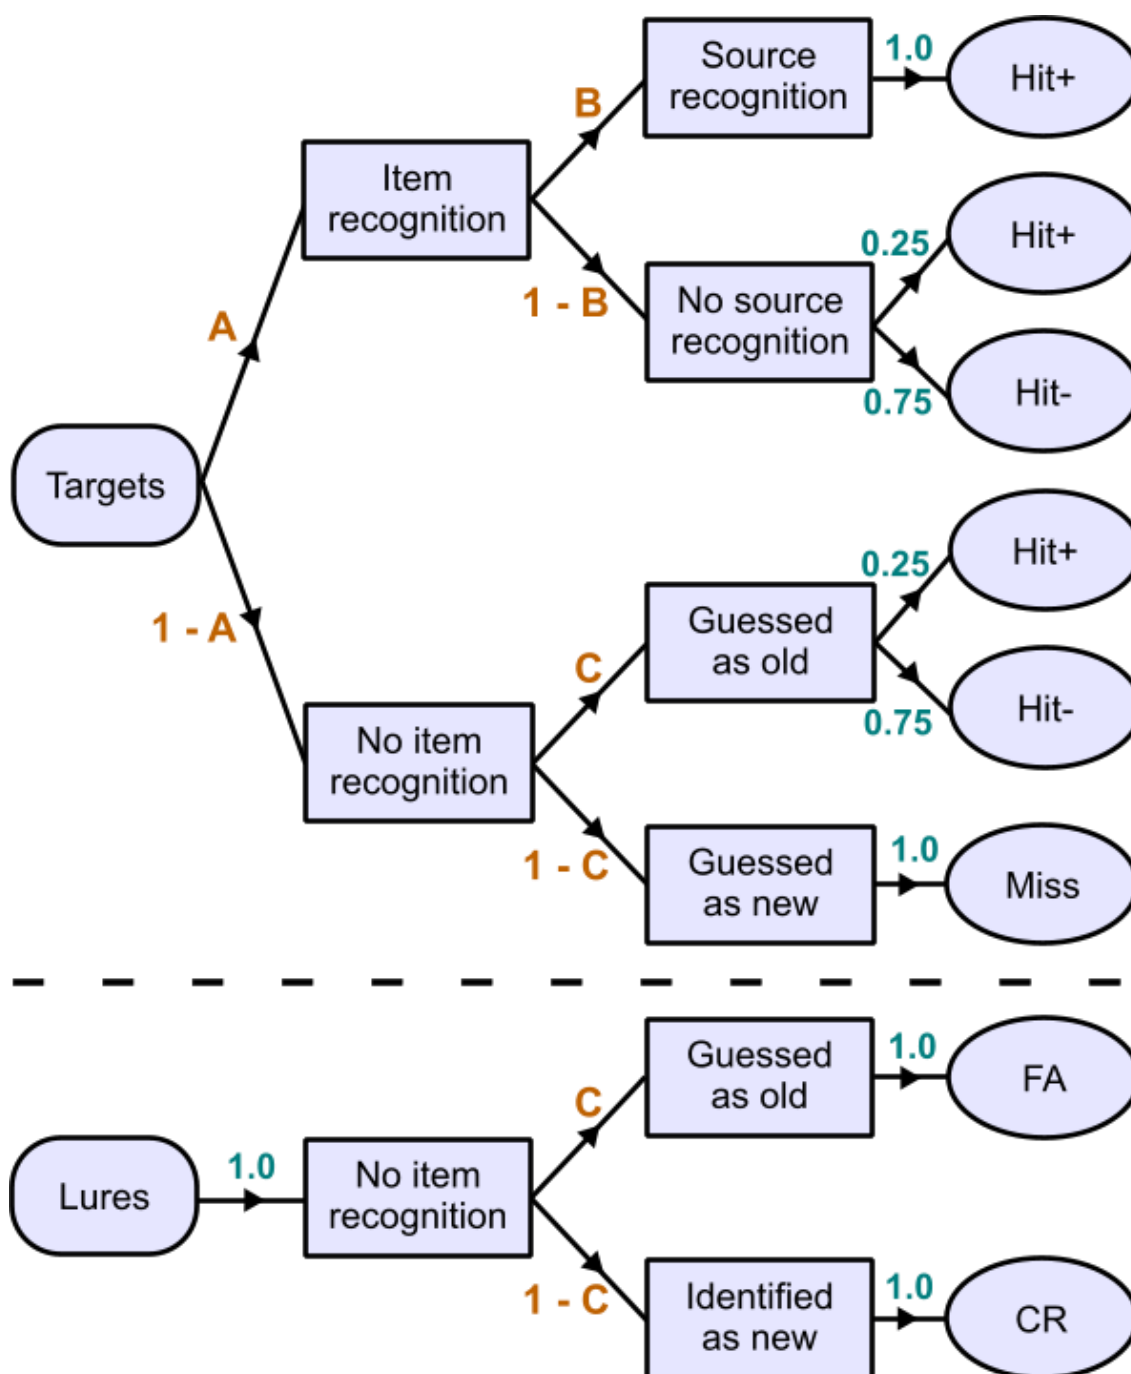 Source
recognition
1.0
Hit+
B
Item
recognition
0.25
Hit+
1 - B
No source
recognition
A
0.75
Hit-
Targets
0.25
Hit+
1 - A
Guessed
as old
C
0.75
Hit-
No item
recognition
1 - C
Guessed
as new
1.0
Miss
Guessed
as old
1.0
FA
C
Lures
1.0
No item
recognition
1 - C
Identified
as new
1.0
CR